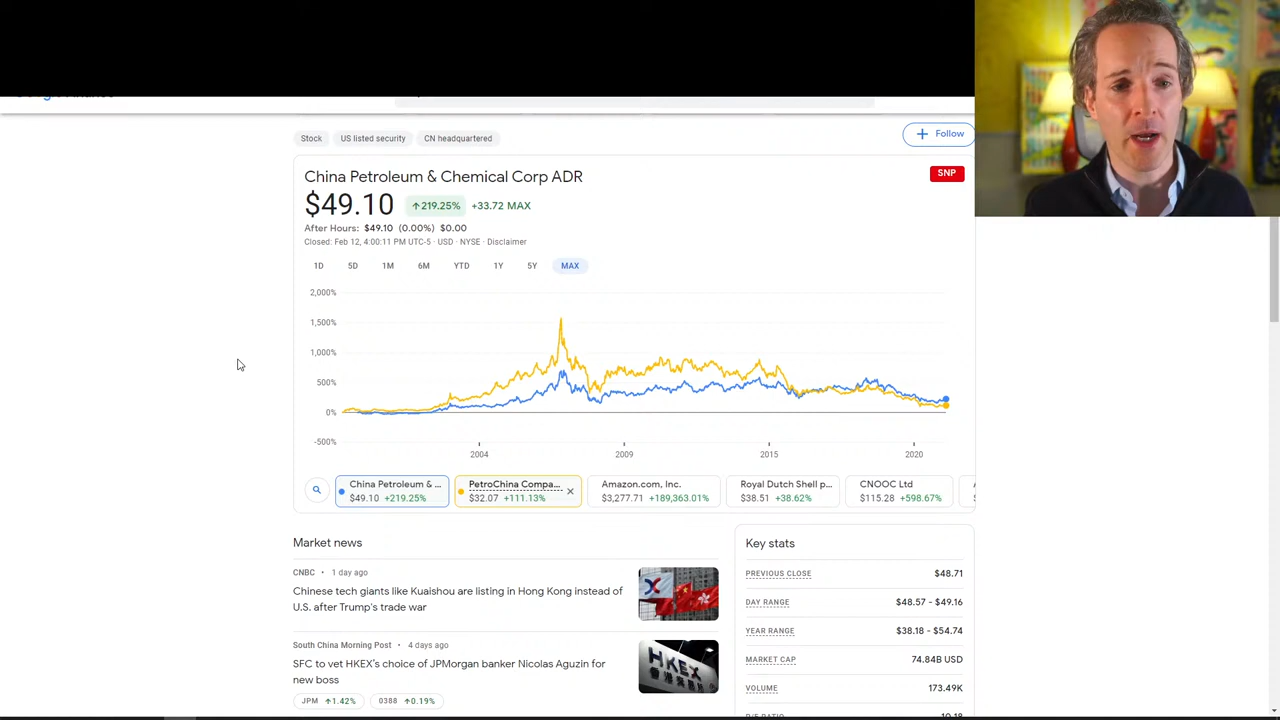 Stock US listed security CN headquartered
Follow
China Petroleum & Chemical Corp ADR
SNP
$49.10 ↑219.25% +33.72 MAX
After Hours: $49.10 (0.00%) $0.00
Closed: Feb 12, 4:00:11 PM UTC-5 · USD · NYSE · Disclaimer
1D 5D 1M 6M YTD 1Y 5Y MAX
2,000%
1,500%
1,000%
500%
0%
-500%
2004 2009 2015 2020
China Petroleum & ... PetroChina Compa... Amazon.com, Inc. Royal Dutch Shell p... CNOOC Ltd
$49.10 +219.25% $32.07 +111.13% $3,277.71 +189,363.01% $38.51 +38.62% $115.28 +598.67%
Market news
CNBC • 1 day ago
Chinese tech giants like Kuaishou are listing in Hong Kong instead of
U.S. after Trump's trade war
South China Morning Post • 4 days ago
SFC to vet HKEX's choice of JPMorgan banker Nicolas Aguzin for
new boss
HKEX
JPM ↑1.42% 0388 ↑0.19%
Key stats
PREVIOUS CLOSE $48.71
DAY RANGE $48.57 - $49.16
YEAR RANGE $38.18 - $54.74
MARKET CAP 74.84B USD
VOLUME 173.49K